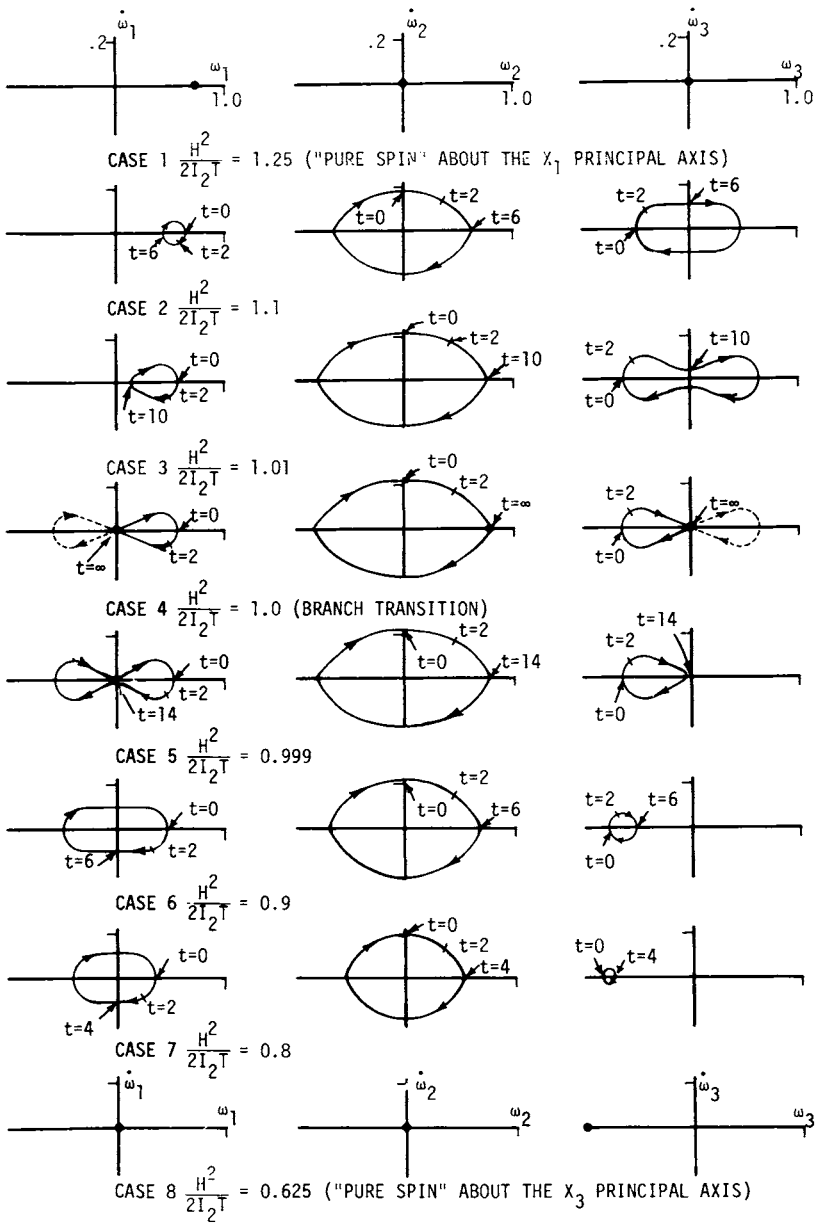 ω̇1 ω̇2 ω̇3
.2 .2 .2
ω1 ω2 ω3
1.0 1.0 1.0
CASE 1 H²/2I₂T = 1.25 ("PURE SPIN" ABOUT THE X₁ PRINCIPAL AXIS)
t=0 t=6 t=2
t=0 t=2 t=6
t=2 t=6 t=0
CASE 2 H²/2I₂T = 1.1
t=0 t=2 t=10
t=0 t=2 t=10
t=2 t=10 t=0
CASE 3 H²/2I₂T = 1.01
t=0 t=2 t=∞
t=0 t=2 t=∞
t=2 t=∞ t=0
CASE 4 H²/2I₂T = 1.0 (BRANCH TRANSITION)
t=0 t=2 t=14
t=2 t=0 t=14
t=14 t=2 t=0
CASE 5 H²/2I₂T = 0.999
t=0 t=2 t=6
t=2 t=0 t=6
t=2 t=6 t=0
CASE 6 H²/2I₂T = 0.9
t=0 t=2 t=4
t=0 t=2 t=4
t=0 t=4
CASE 7 H²/2I₂T = 0.8
ω̇1 ω̇2 ω̇3
ω1 ω2 ω3
CASE 8 H²/2I₂T = 0.625 ("PURE SPIN" ABOUT THE X₃ PRINCIPAL AXIS)